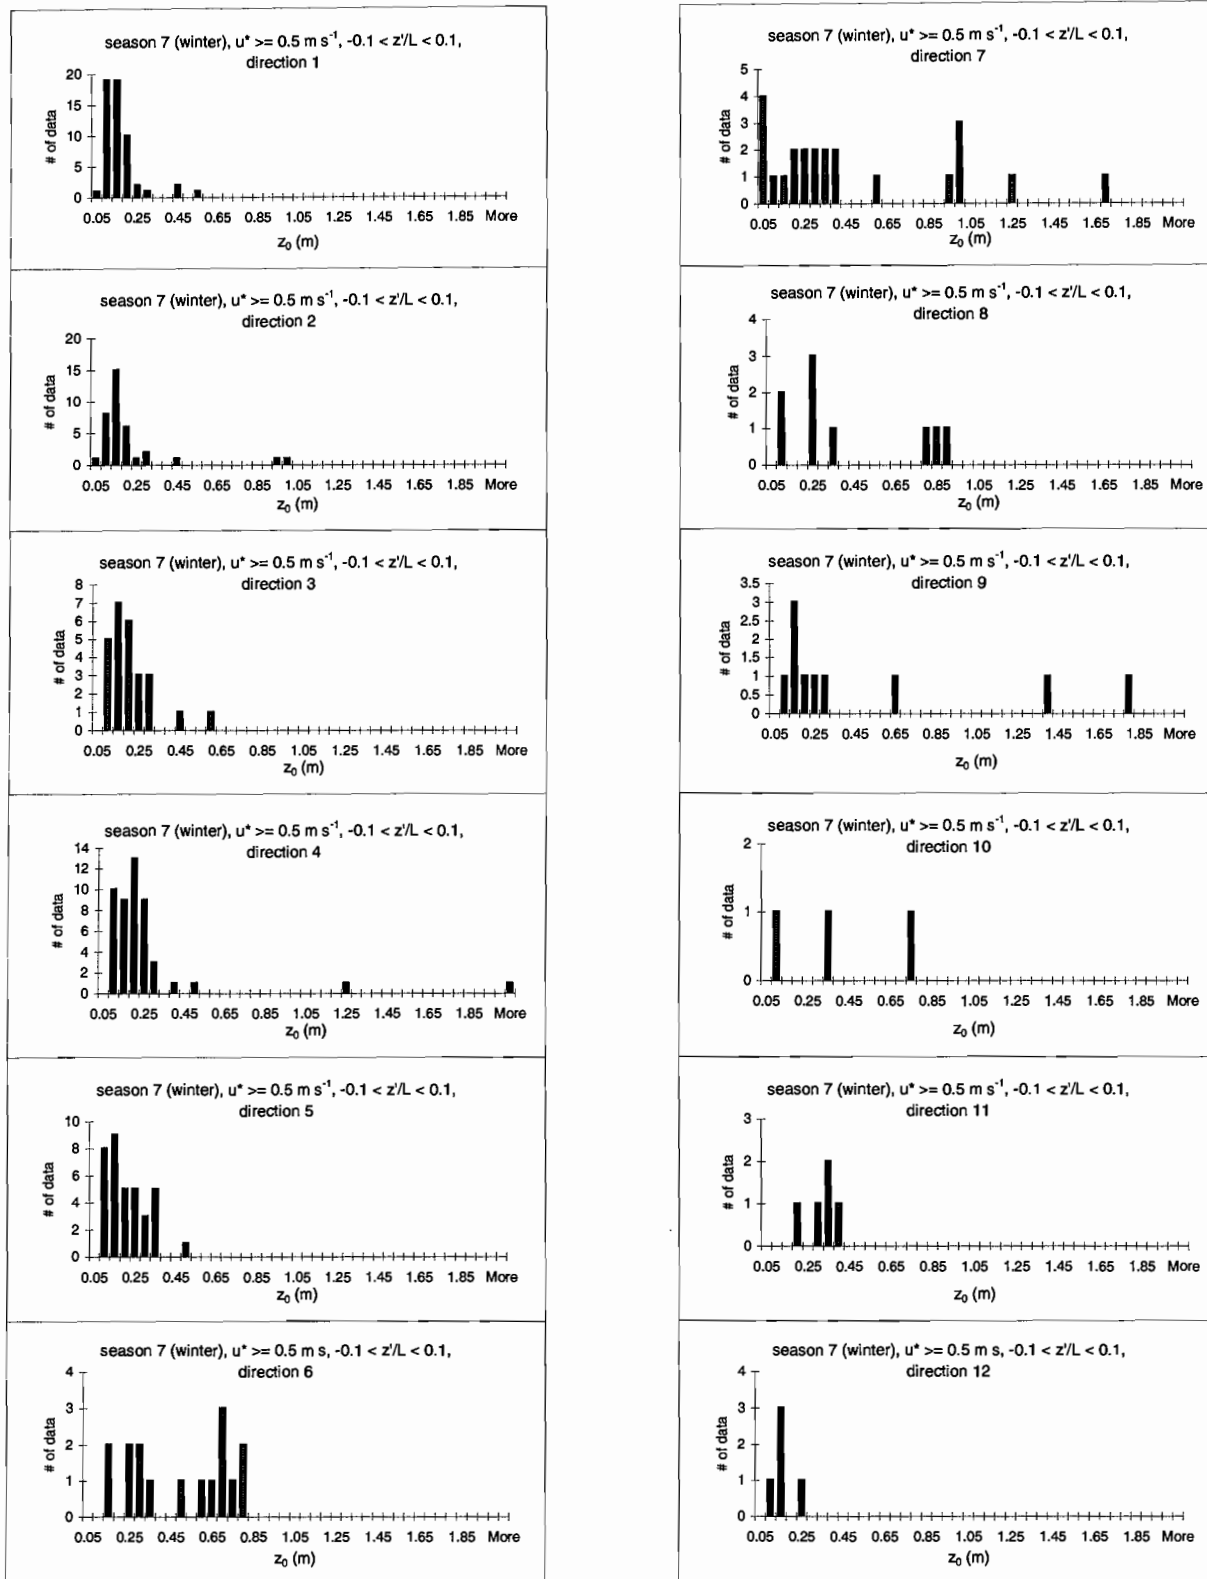 season 7 (winter), u* >= 0.5 m s⁻¹, -0.1 < z'/L < 0.1,
direction 1
# of data
20
15
10
5
0
0.05 0.25 0.45 0.65 0.85 1.05 1.25 1.45 1.65 1.85 More
z₀ (m)
season 7 (winter), u* >= 0.5 m s⁻¹, -0.1 < z'/L < 0.1,
direction 2
# of data
20
15
10
5
0
0.05 0.25 0.45 0.65 0.85 1.05 1.25 1.45 1.65 1.85 More
z₀ (m)
season 7 (winter), u* >= 0.5 m s⁻¹, -0.1 < z'/L < 0.1,
direction 3
# of data
8
7
6
5
4
3
2
1
0
0.05 0.25 0.45 0.65 0.85 1.05 1.25 1.45 1.65 1.85 More
z₀ (m)
season 7 (winter), u* >= 0.5 m s⁻¹, -0.1 < z'/L < 0.1,
direction 4
# of data
14
12
10
8
6
4
2
0
0.05 0.25 0.45 0.65 0.85 1.05 1.25 1.45 1.65 1.85 More
z₀ (m)
season 7 (winter), u* >= 0.5 m s⁻¹, -0.1 < z'/L < 0.1,
direction 5
# of data
10
8
6
4
2
0
0.05 0.25 0.45 0.65 0.85 1.05 1.25 1.45 1.65 1.85 More
z₀ (m)
season 7 (winter), u* >= 0.5 m s, -0.1 < z'/L < 0.1,
direction 6
# of data
4
3
2
1
0
0.05 0.25 0.45 0.65 0.85 1.05 1.25 1.45 1.65 1.85 More
z₀ (m)
season 7 (winter), u* >= 0.5 m s⁻¹, -0.1 < z'/L < 0.1,
direction 7
# of data
5
4
3
2
1
0
0.05 0.25 0.45 0.65 0.85 1.05 1.25 1.45 1.65 1.85 More
z₀ (m)
season 7 (winter), u* >= 0.5 m s⁻¹, -0.1 < z'/L < 0.1,
direction 8
# of data
4
3
2
1
0
0.05 0.25 0.45 0.65 0.85 1.05 1.25 1.45 1.65 1.85 More
z₀ (m)
season 7 (winter), u* >= 0.5 m s⁻¹, -0.1 < z'/L < 0.1,
direction 9
# of data
3.5
3
2.5
2
1.5
1
0.5
0
0.05 0.25 0.45 0.65 0.85 1.05 1.25 1.45 1.65 1.85 More
z₀ (m)
season 7 (winter), u* >= 0.5 m s⁻¹, -0.1 < z'/L < 0.1,
direction 10
# of data
2
1
0
0.05 0.25 0.45 0.65 0.85 1.05 1.25 1.45 1.65 1.85 More
z₀ (m)
season 7 (winter), u* >= 0.5 m s⁻¹, -0.1 < z'/L < 0.1,
direction 11
# of data
3
2
1
0
0.05 0.25 0.45 0.65 0.85 1.05 1.25 1.45 1.65 1.85 More
z₀ (m)
season 7 (winter), u* >= 0.5 m s, -0.1 < z'/L < 0.1,
direction 12
# of data
4
3
2
1
0
0.05 0.25 0.45 0.65 0.85 1.05 1.25 1.45 1.65 1.85 More
z₀ (m)